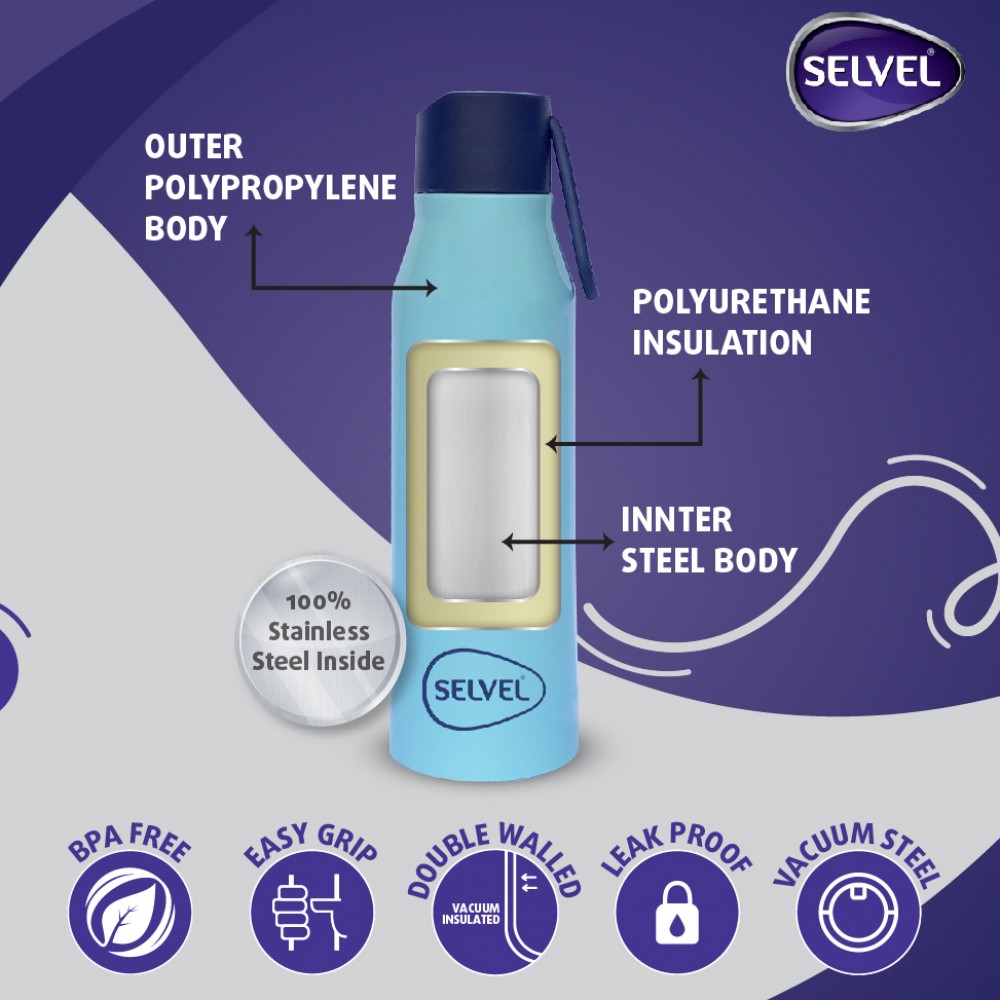 SELVEL®
OUTER
POLYPROPYLENE
BODY
POLYURETHANE
INSULATION
INNTER
STEEL BODY
100%
Stainless
Steel Inside
SELVEL®
BPA FREE
EASY GRIP
DOUBLE WALLED
VACUUM
INSULATED
LEAK PROOF
VACUUM STEEL